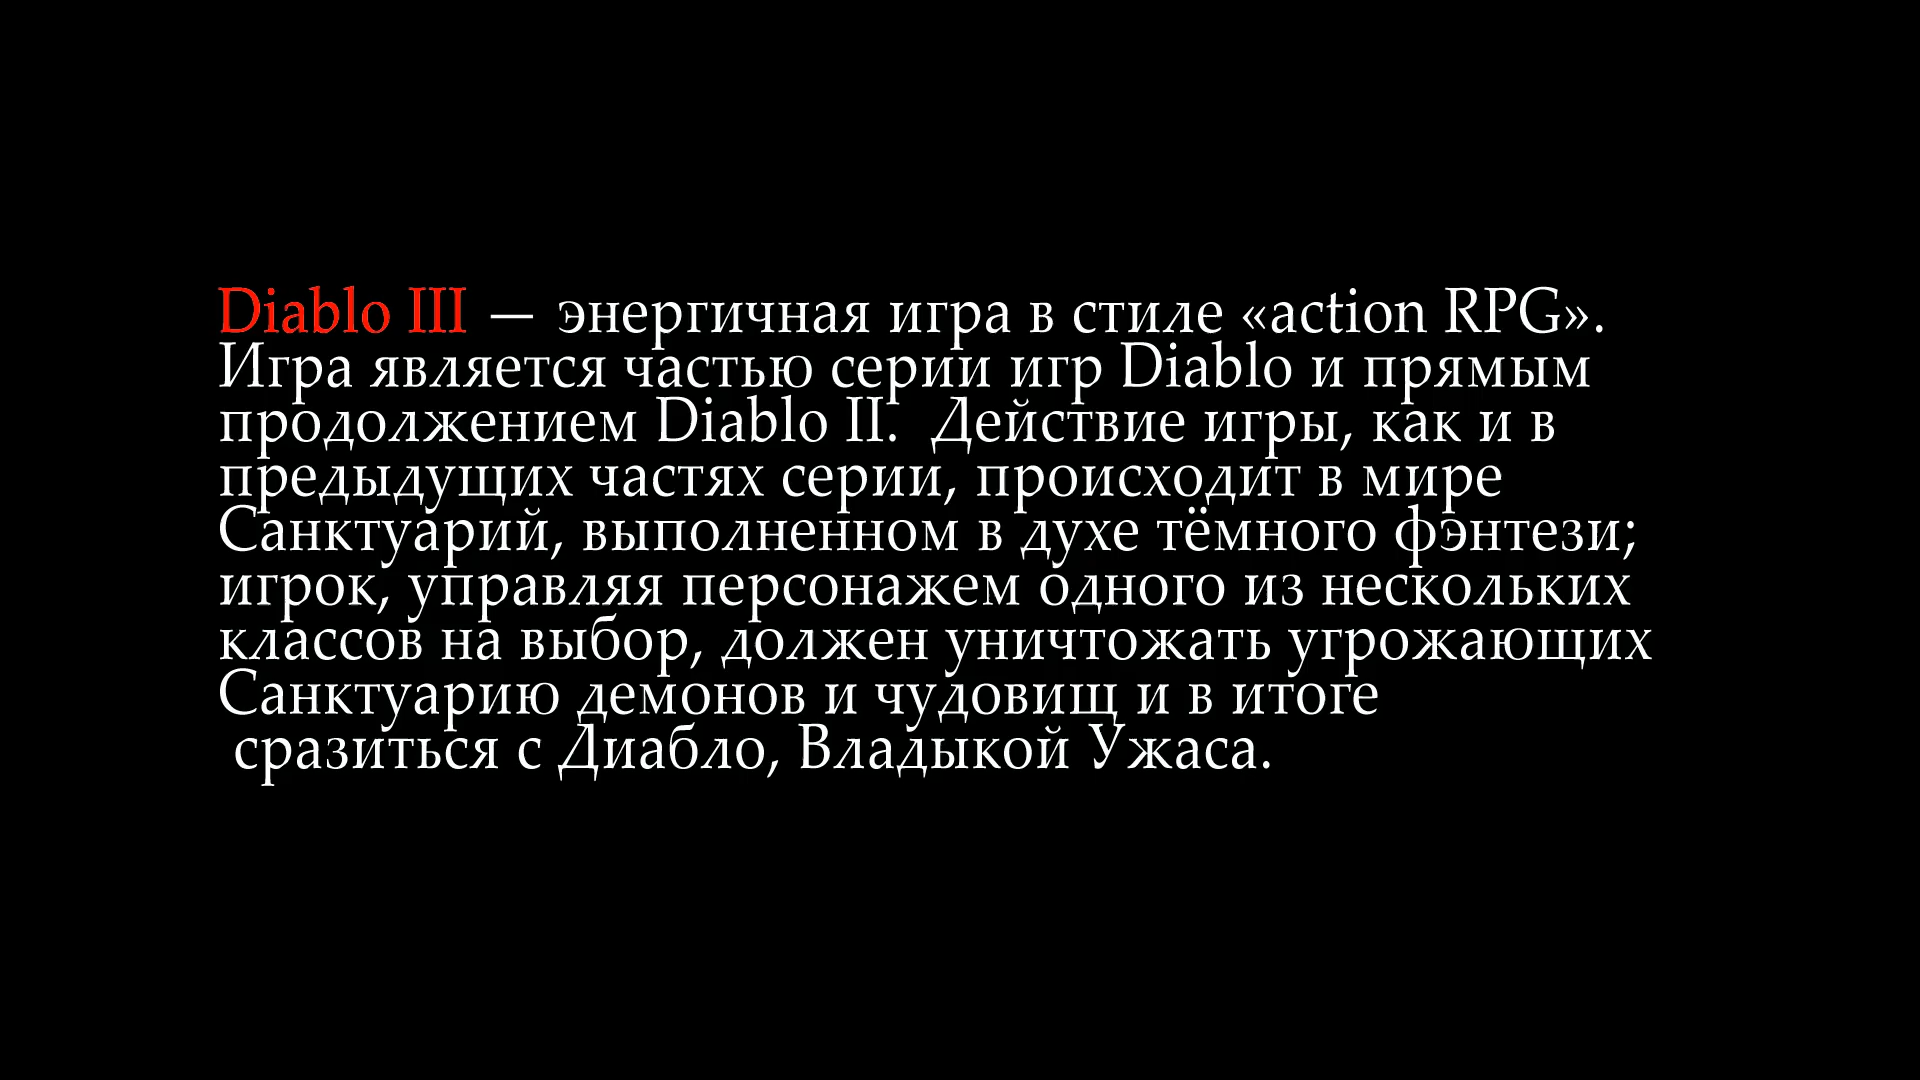 Diablo III — энергичная игра в стиле «action RPG».
Игра является частью серии игр Diablo и прямым
продолжением Diablo II.  Действие игры, как и в
предыдущих частях серии, происходит в мире
Санктуарий, выполненном в духе тёмного фэнтези;
игрок, управляя персонажем одного из нескольких
классов на выбор, должен уничтожать угрожающих
Санктуарию демонов и чудовищ и в итоге
сразиться с Диабло, Владыкой Ужаса.